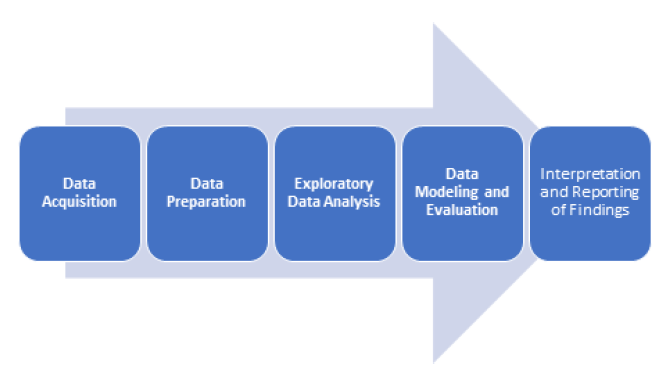 Data
Acquisition
Data
Preparation
Exploratory
Data Analysis
Data
Modeling and
Evaluation
Interpretation
and Reporting
of Findings